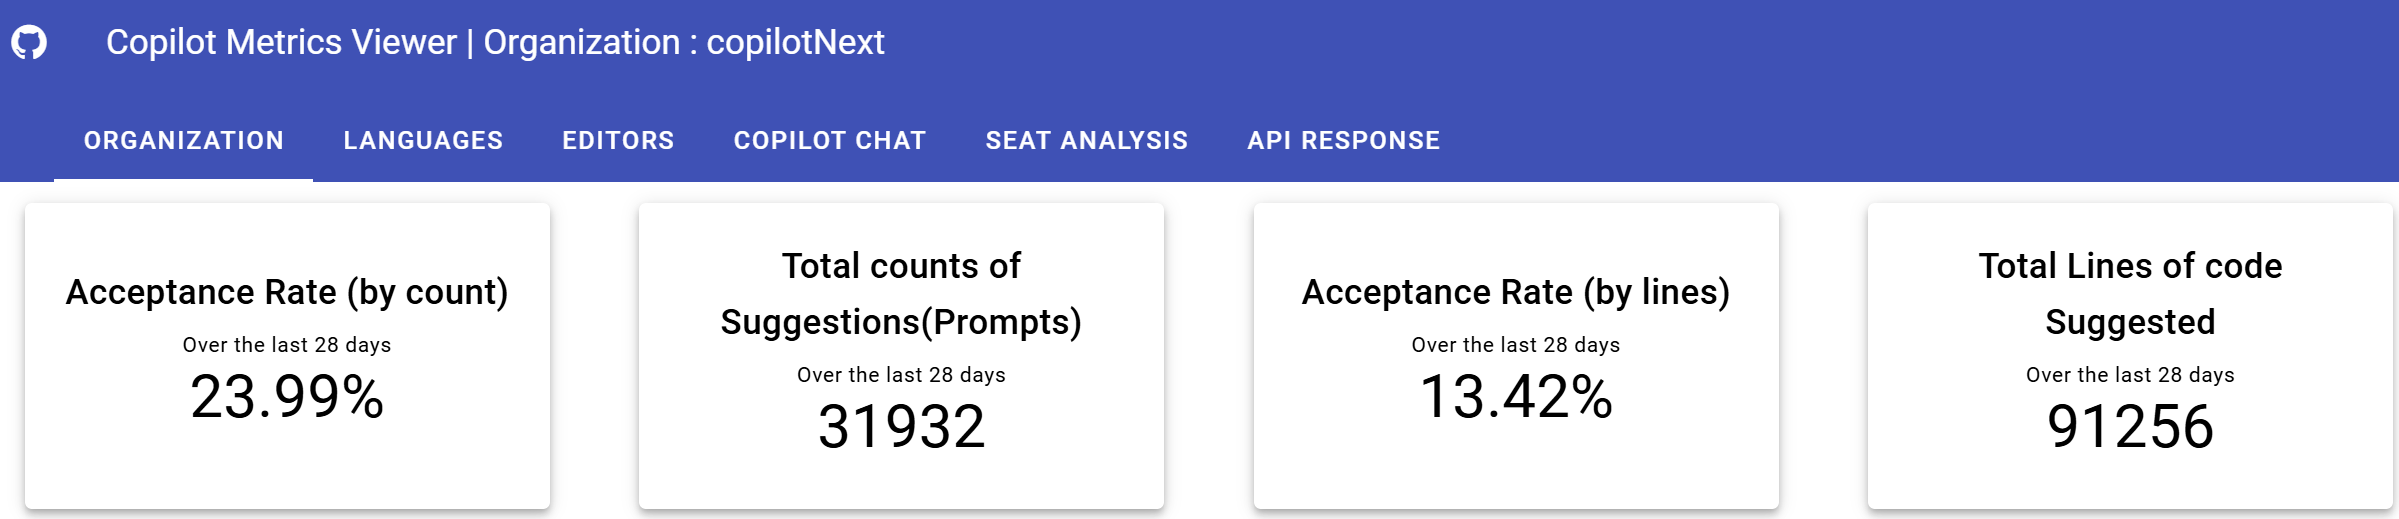 Copilot Metrics Viewer | Organization : copilotNext
ORGANIZATION LANGUAGES EDITORS COPILOT CHAT SEAT ANALYSIS API RESPONSE
Acceptance Rate (by count)
Over the last 28 days
23.99%
Total counts of
Suggestions(Prompts)
Over the last 28 days
31932
Acceptance Rate (by lines)
Over the last 28 days
13.42%
Total Lines of code
Suggested
Over the last 28 days
91256